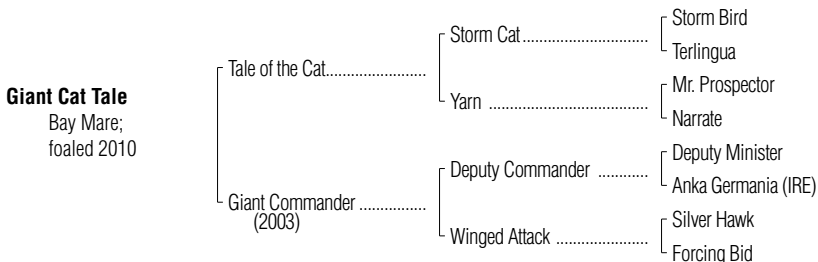 Storm Bird
Storm Cat..............................
Terlingua
Tale of the Cat........................
Mr. Prospector
Yarn ......................................
Narrate
Giant Cat Tale
Bay Mare;
foaled 2010
Deputy Minister
Deputy Commander ............
Anka Germania (IRE)
Giant Commander ................
(2003)
Silver Hawk
Winged Attack ......................
Forcing Bid